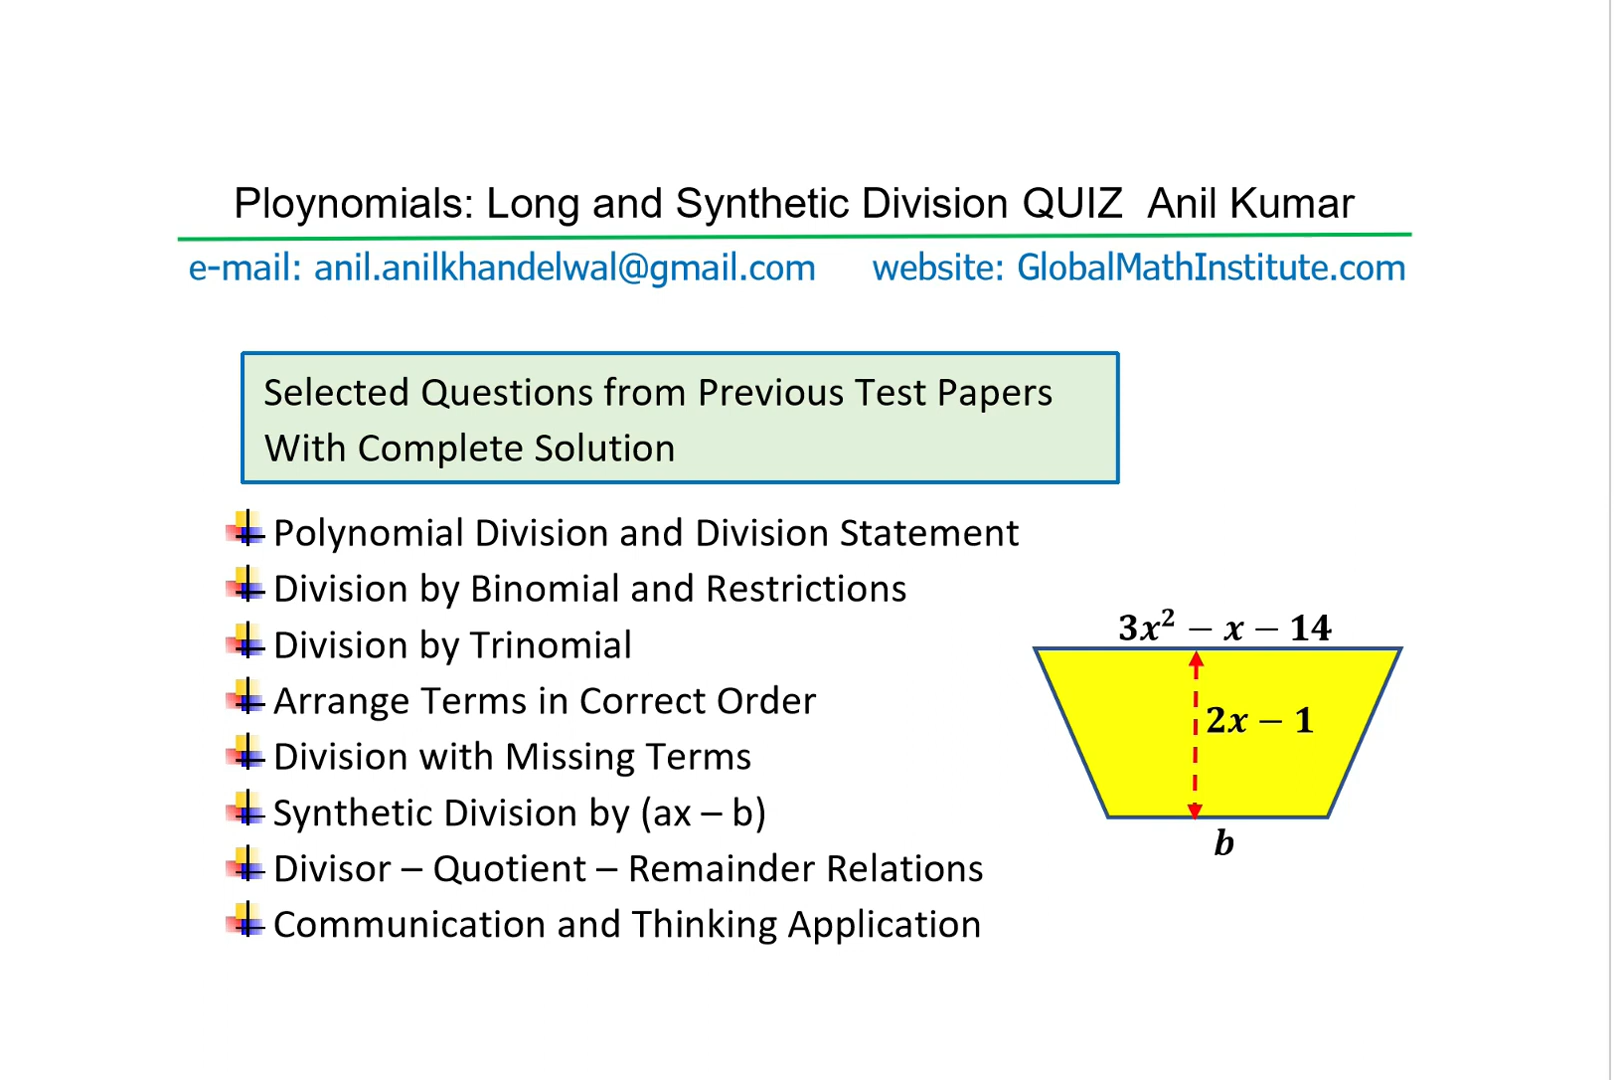 Ploynomials: Long and Synthetic Division QUIZ  Anil Kumar
e-mail: anil.anilkhandelwal@gmail.com website: GlobalMathInstitute.com
Selected Questions from Previous Test Papers
With Complete Solution
Polynomial Division and Division Statement
Division by Binomial and Restrictions
Division by Trinomial
Arrange Terms in Correct Order
Division with Missing Terms
Synthetic Division by (ax – b)
Divisor – Quotient – Remainder Relations
Communication and Thinking Application
3x² − x − 14
2x − 1
b